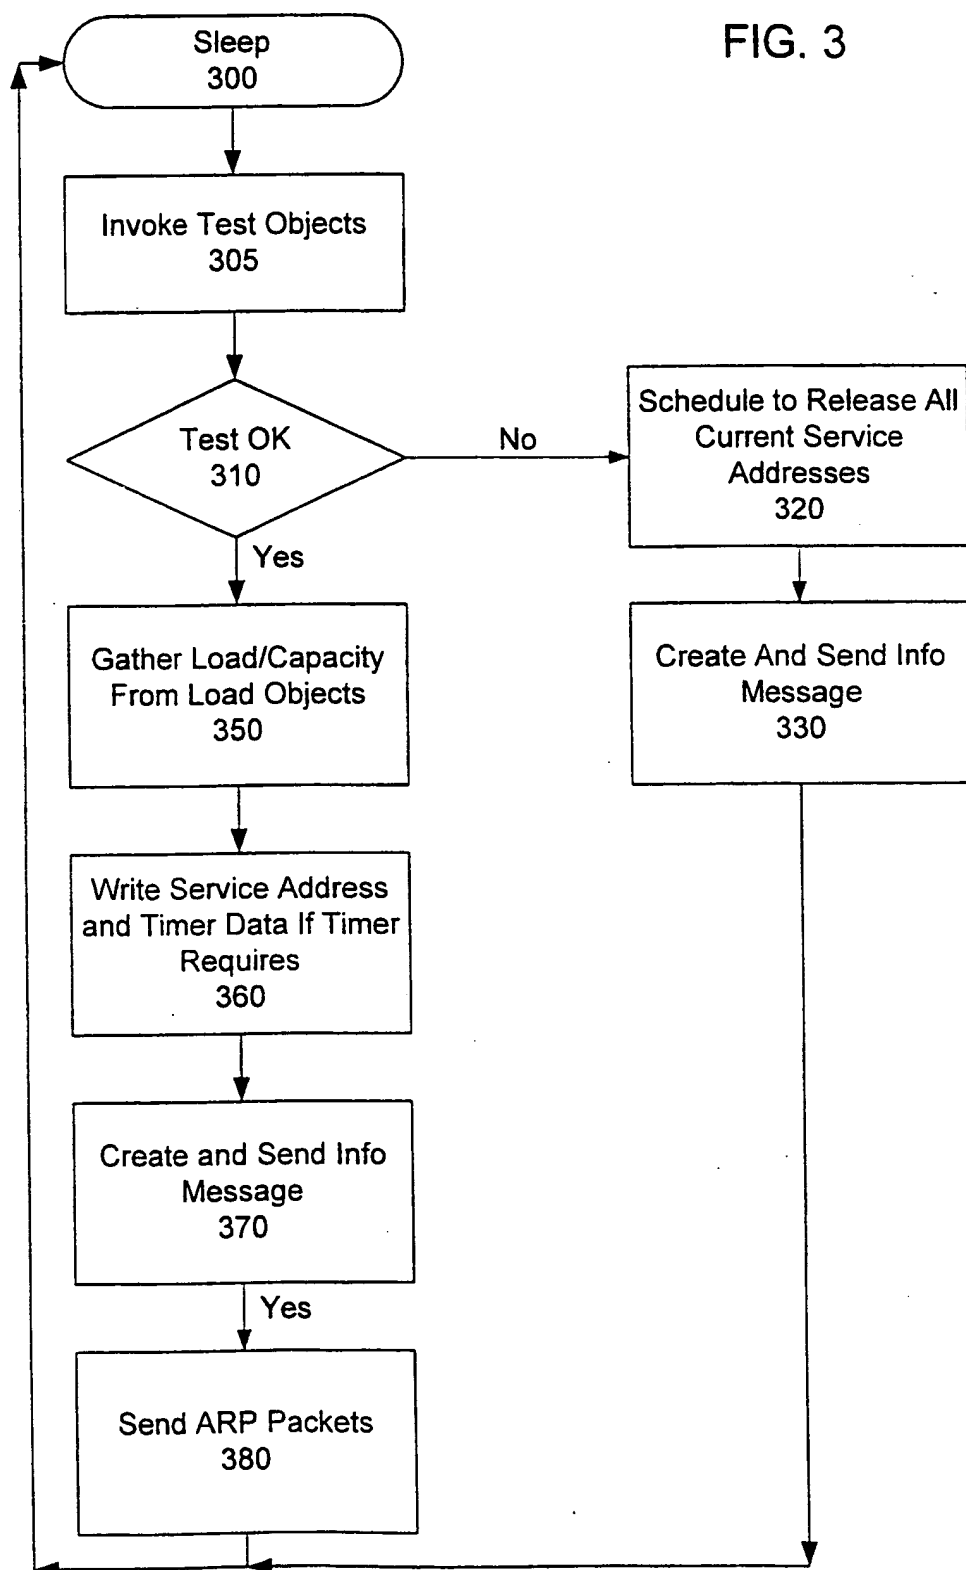 FIG. 3
Sleep
300
Invoke Test Objects
305
Test OK
310
No
Yes
Schedule to Release All
Current Service
Addresses
320
Create And Send Info
Message
330
Gather Load/Capacity
From Load Objects
350
Write Service Address
and Timer Data If Timer
Requires
360
Create and Send Info
Message
370
Yes
Send ARP Packets
380